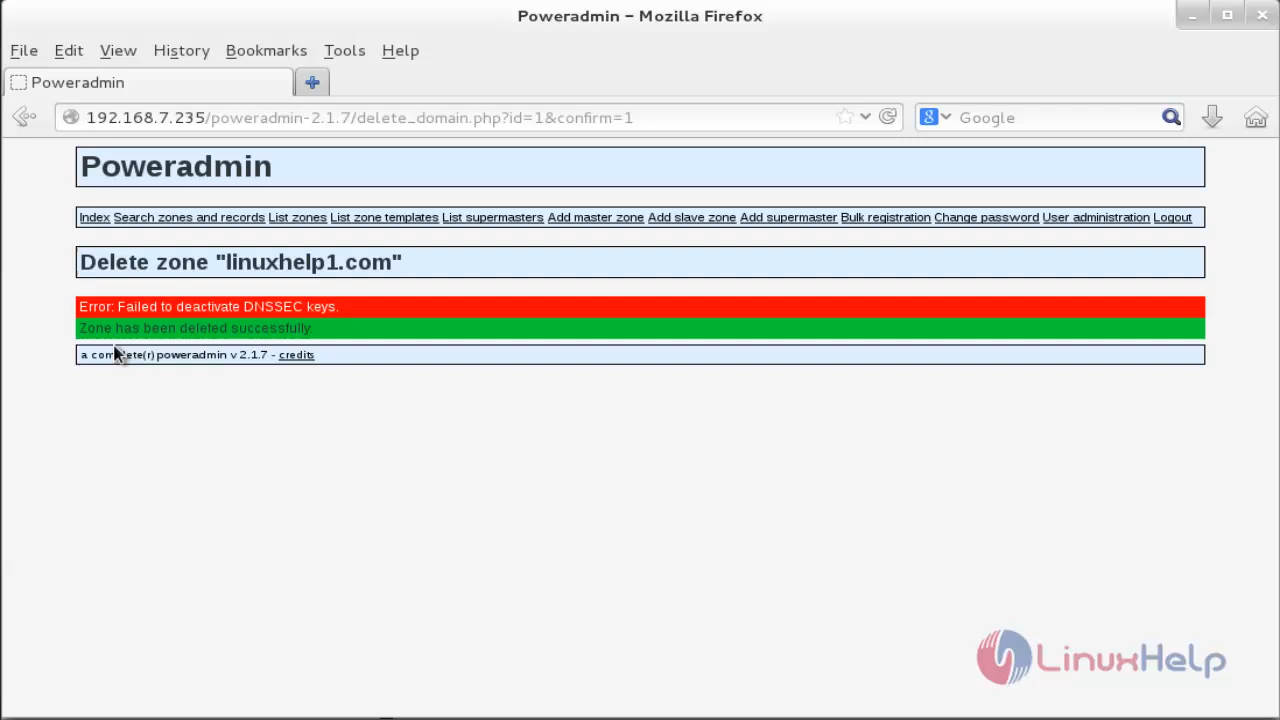 Poweradmin - Mozilla Firefox
File Edit View History Bookmarks Tools Help
Poweradmin
192.168.7.235/poweradmin-2.1.7/delete_domain.php?id=1&confirm=1
Google
Poweradmin
Index Search zones and records List zones List zone templates List supermasters Add master zone Add slave zone Add supermaster Bulk registration Change password User administration Logout
Delete zone "linuxhelp1.com"
Error: Failed to deactivate DNSSEC keys.
Zone has been deleted successfully.
a complete(r) poweradmin v 2.1.7 - credits
LinuxHelp